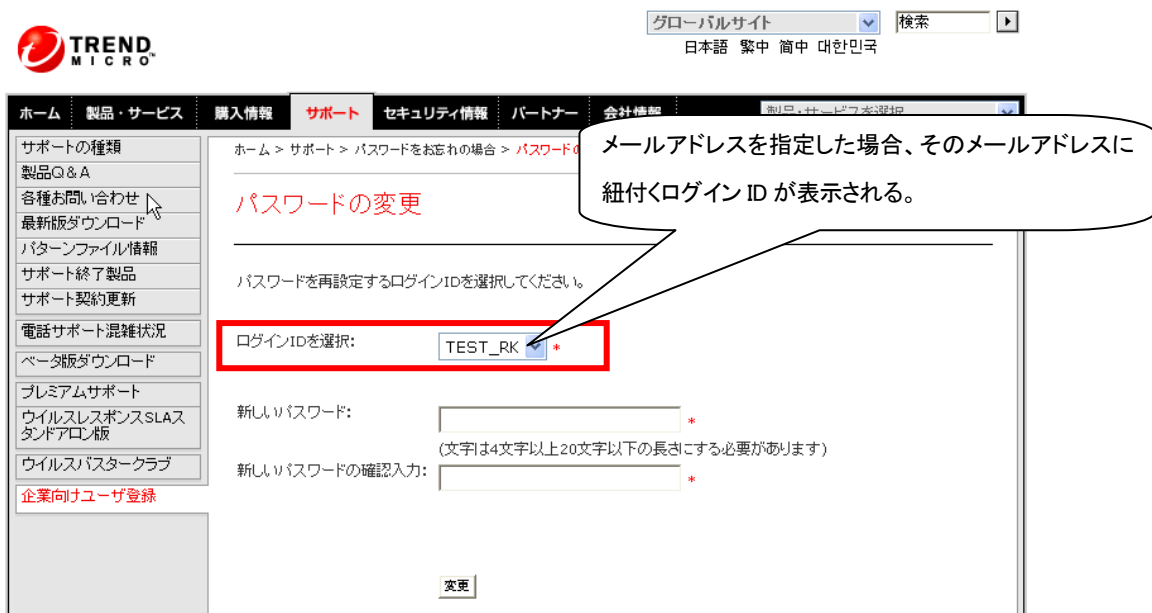 グローバルサイト 検索
日本語 繁中 简中 대한민국
TREND
MICRO™
ホーム 製品・サービス 購入情報 サポート セキュリティ情報 パートナー 会社情報 製品・サービスを選択
メールアドレスを指定した場合、そのメールアドレスに
紐付くログイン ID が表示される。
サポートの種類
製品Q&A
各種お問い合わせ
最新版ダウンロード
パターンファイル情報
サポート終了製品
サポート契約更新
電話サポート混雑状況
ベータ版ダウンロード
プレミアムサポート
ウイルスレスポンスSLAス
タンドアロン版
ウイルスバスタークラブ
企業向けユーザ登録
ホーム > サポート > パスワードをお忘れの場合 > パスワードの
パスワードの変更
パスワードを再設定するログインIDを選択してください。
ログインIDを選択: TEST_RK *
新しいパスワード: *
(文字は4文字以上20文字以下の長さにする必要があります)
新しいパスワードの確認入力: *
変更